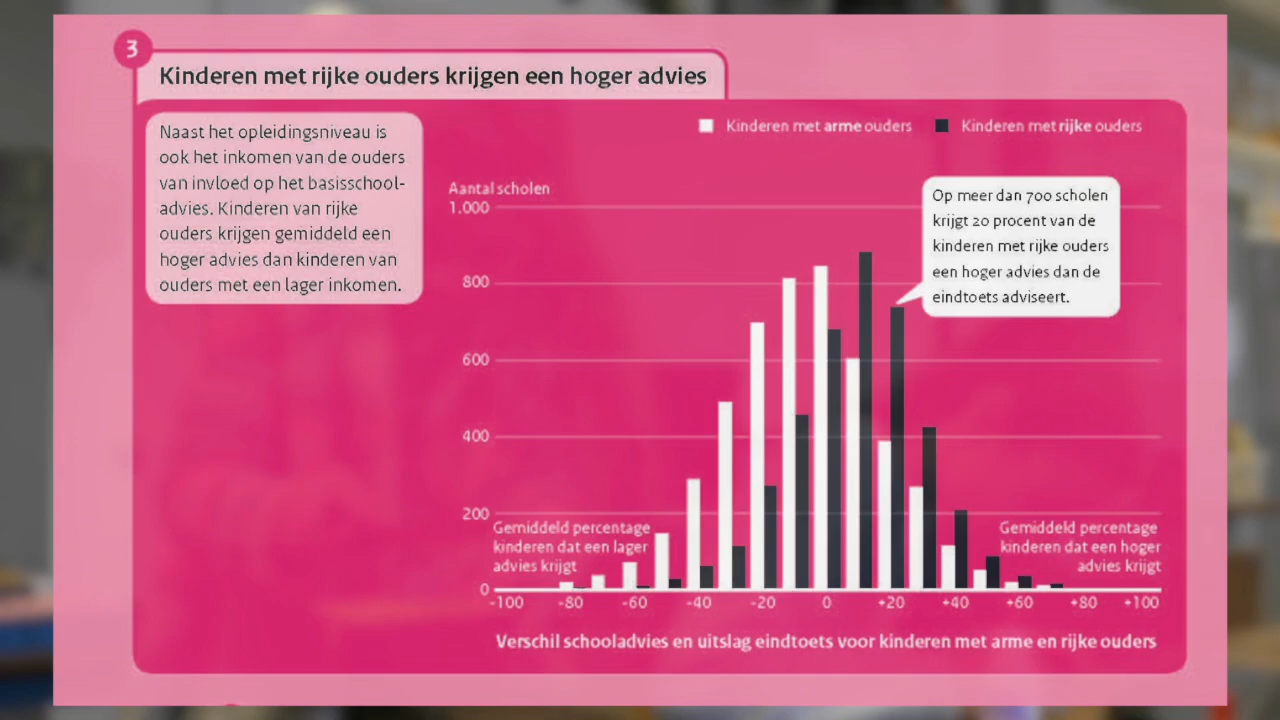 3
Kinderen met rijke ouders krijgen een hoger advies
Naast het opleidingsniveau is
ook het inkomen van de ouders
van invloed op het basisschool-
advies. Kinderen van rijke
ouders krijgen gemiddeld een
hoger advies dan kinderen van
ouders met een lager inkomen.
Kinderen met arme ouders
Kinderen met rijke ouders
Aantal scholen
1.000
800
600
400
200
0
Op meer dan 700 scholen
krijgt 20 procent van de
kinderen met rijke ouders
een hoger advies dan de
eindtoets adviseert.
Gemiddeld percentage
kinderen dat een lager
advies krijgt
Gemiddeld percentage
kinderen dat een hoger
advies krijgt
-100 -80 -60 -40 -20 0 +20 +40 +60 +80 +100
Verschil schooladvies en uitslag eindtoets voor kinderen met arme en rijke ouders